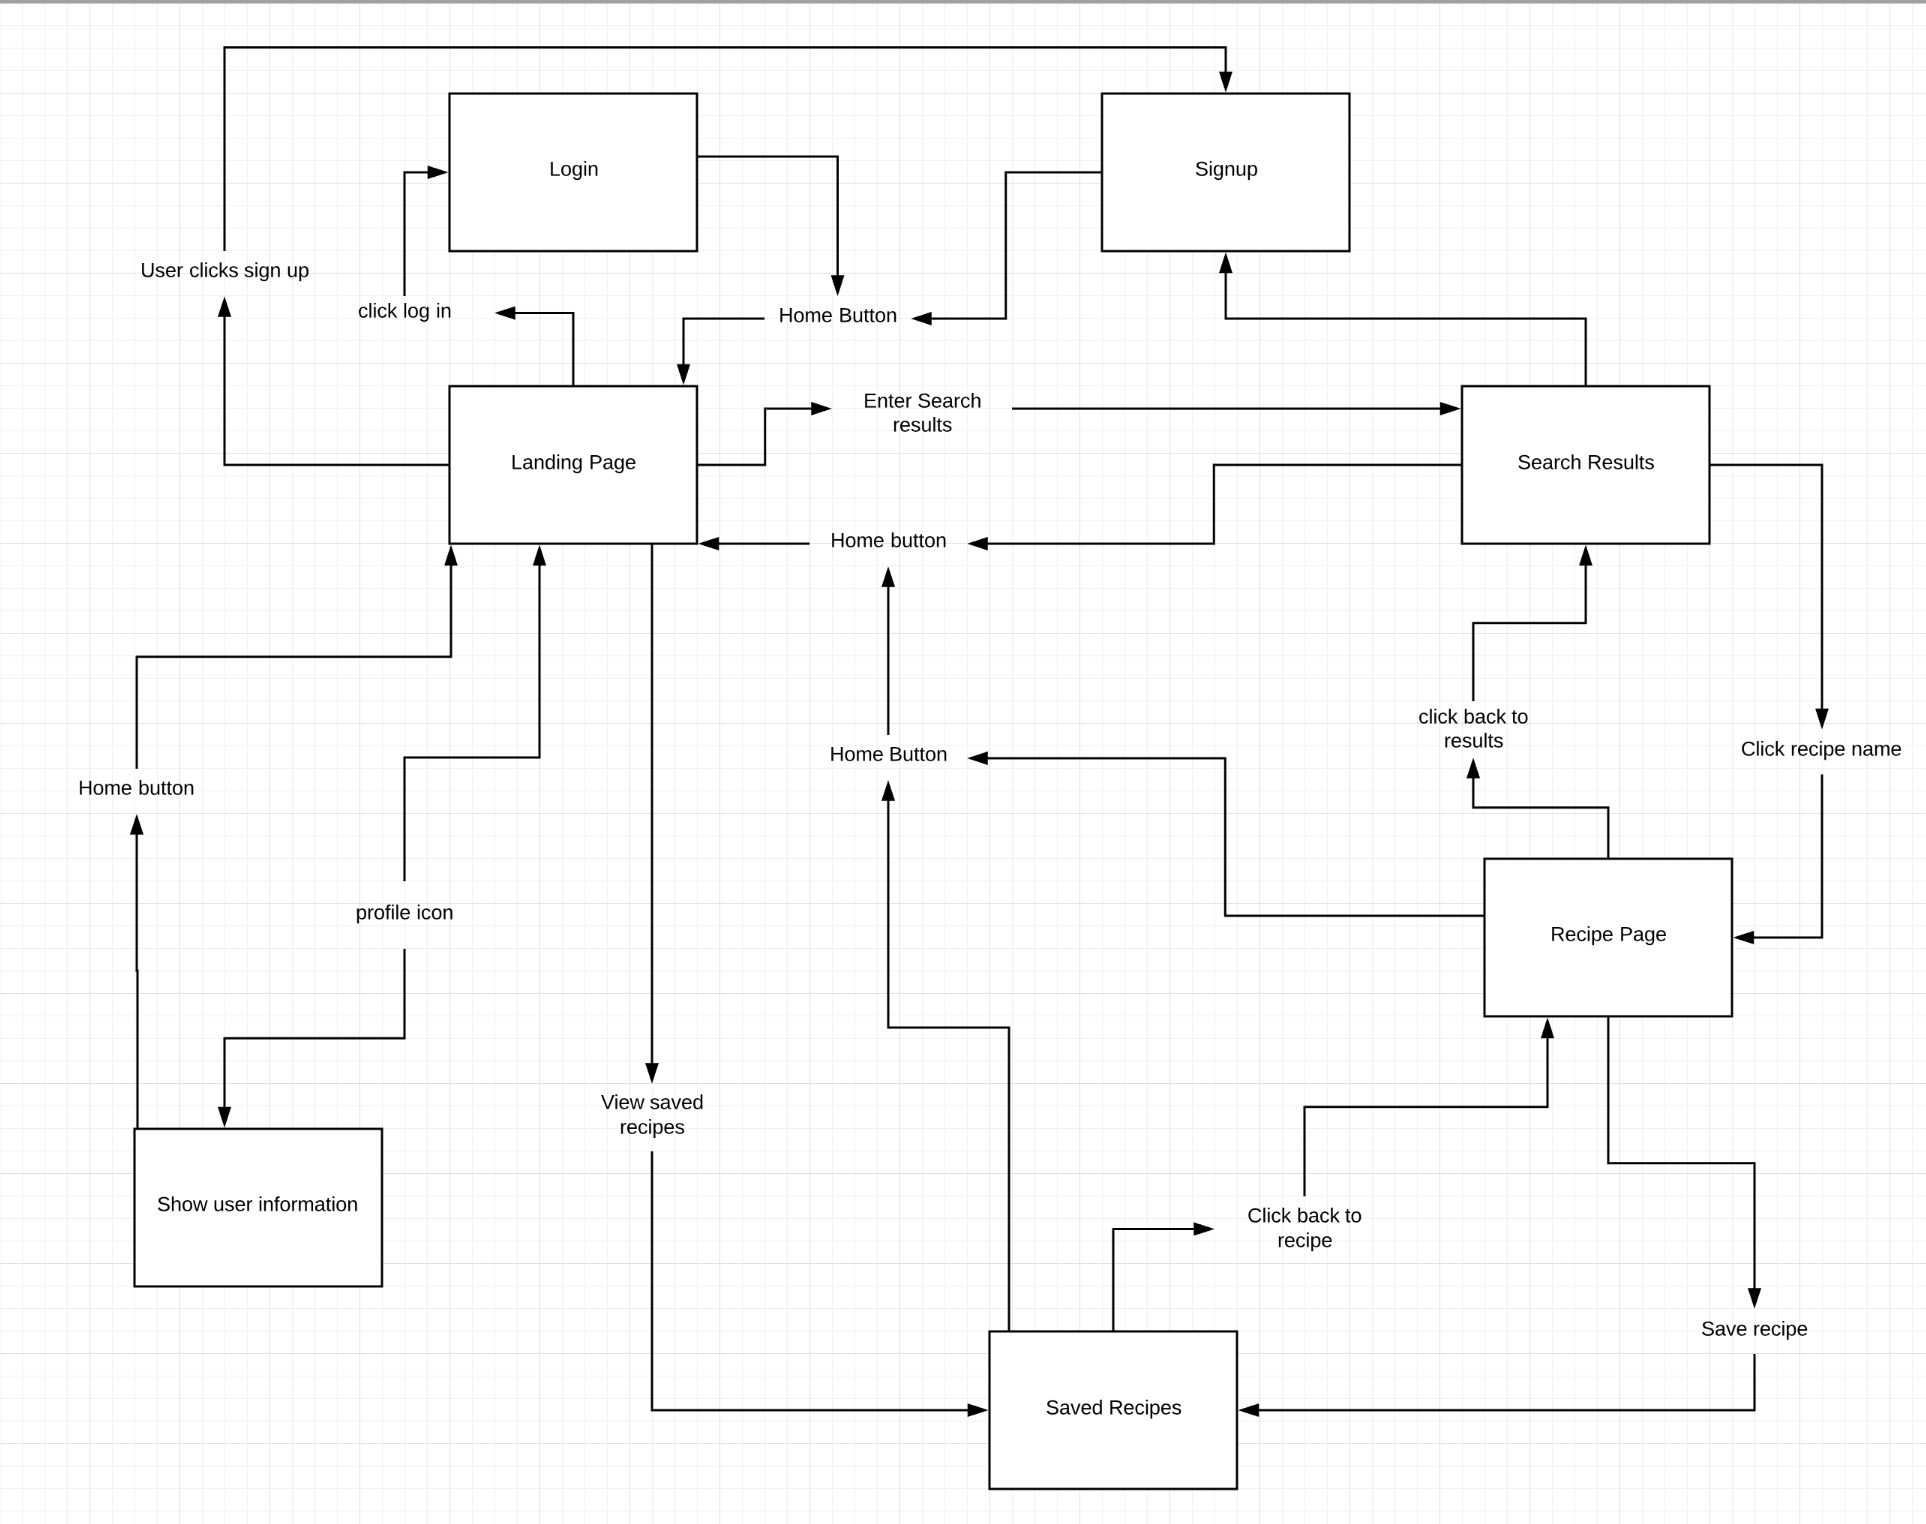 Login
Signup
User clicks sign up
click log in
Home Button
Enter Search
results
Landing Page
Search Results
Home button
click back to
results
Click recipe name
Home Button
Home button
profile icon
Recipe Page
View saved
recipes
Show user information
Click back to
recipe
Save recipe
Saved Recipes